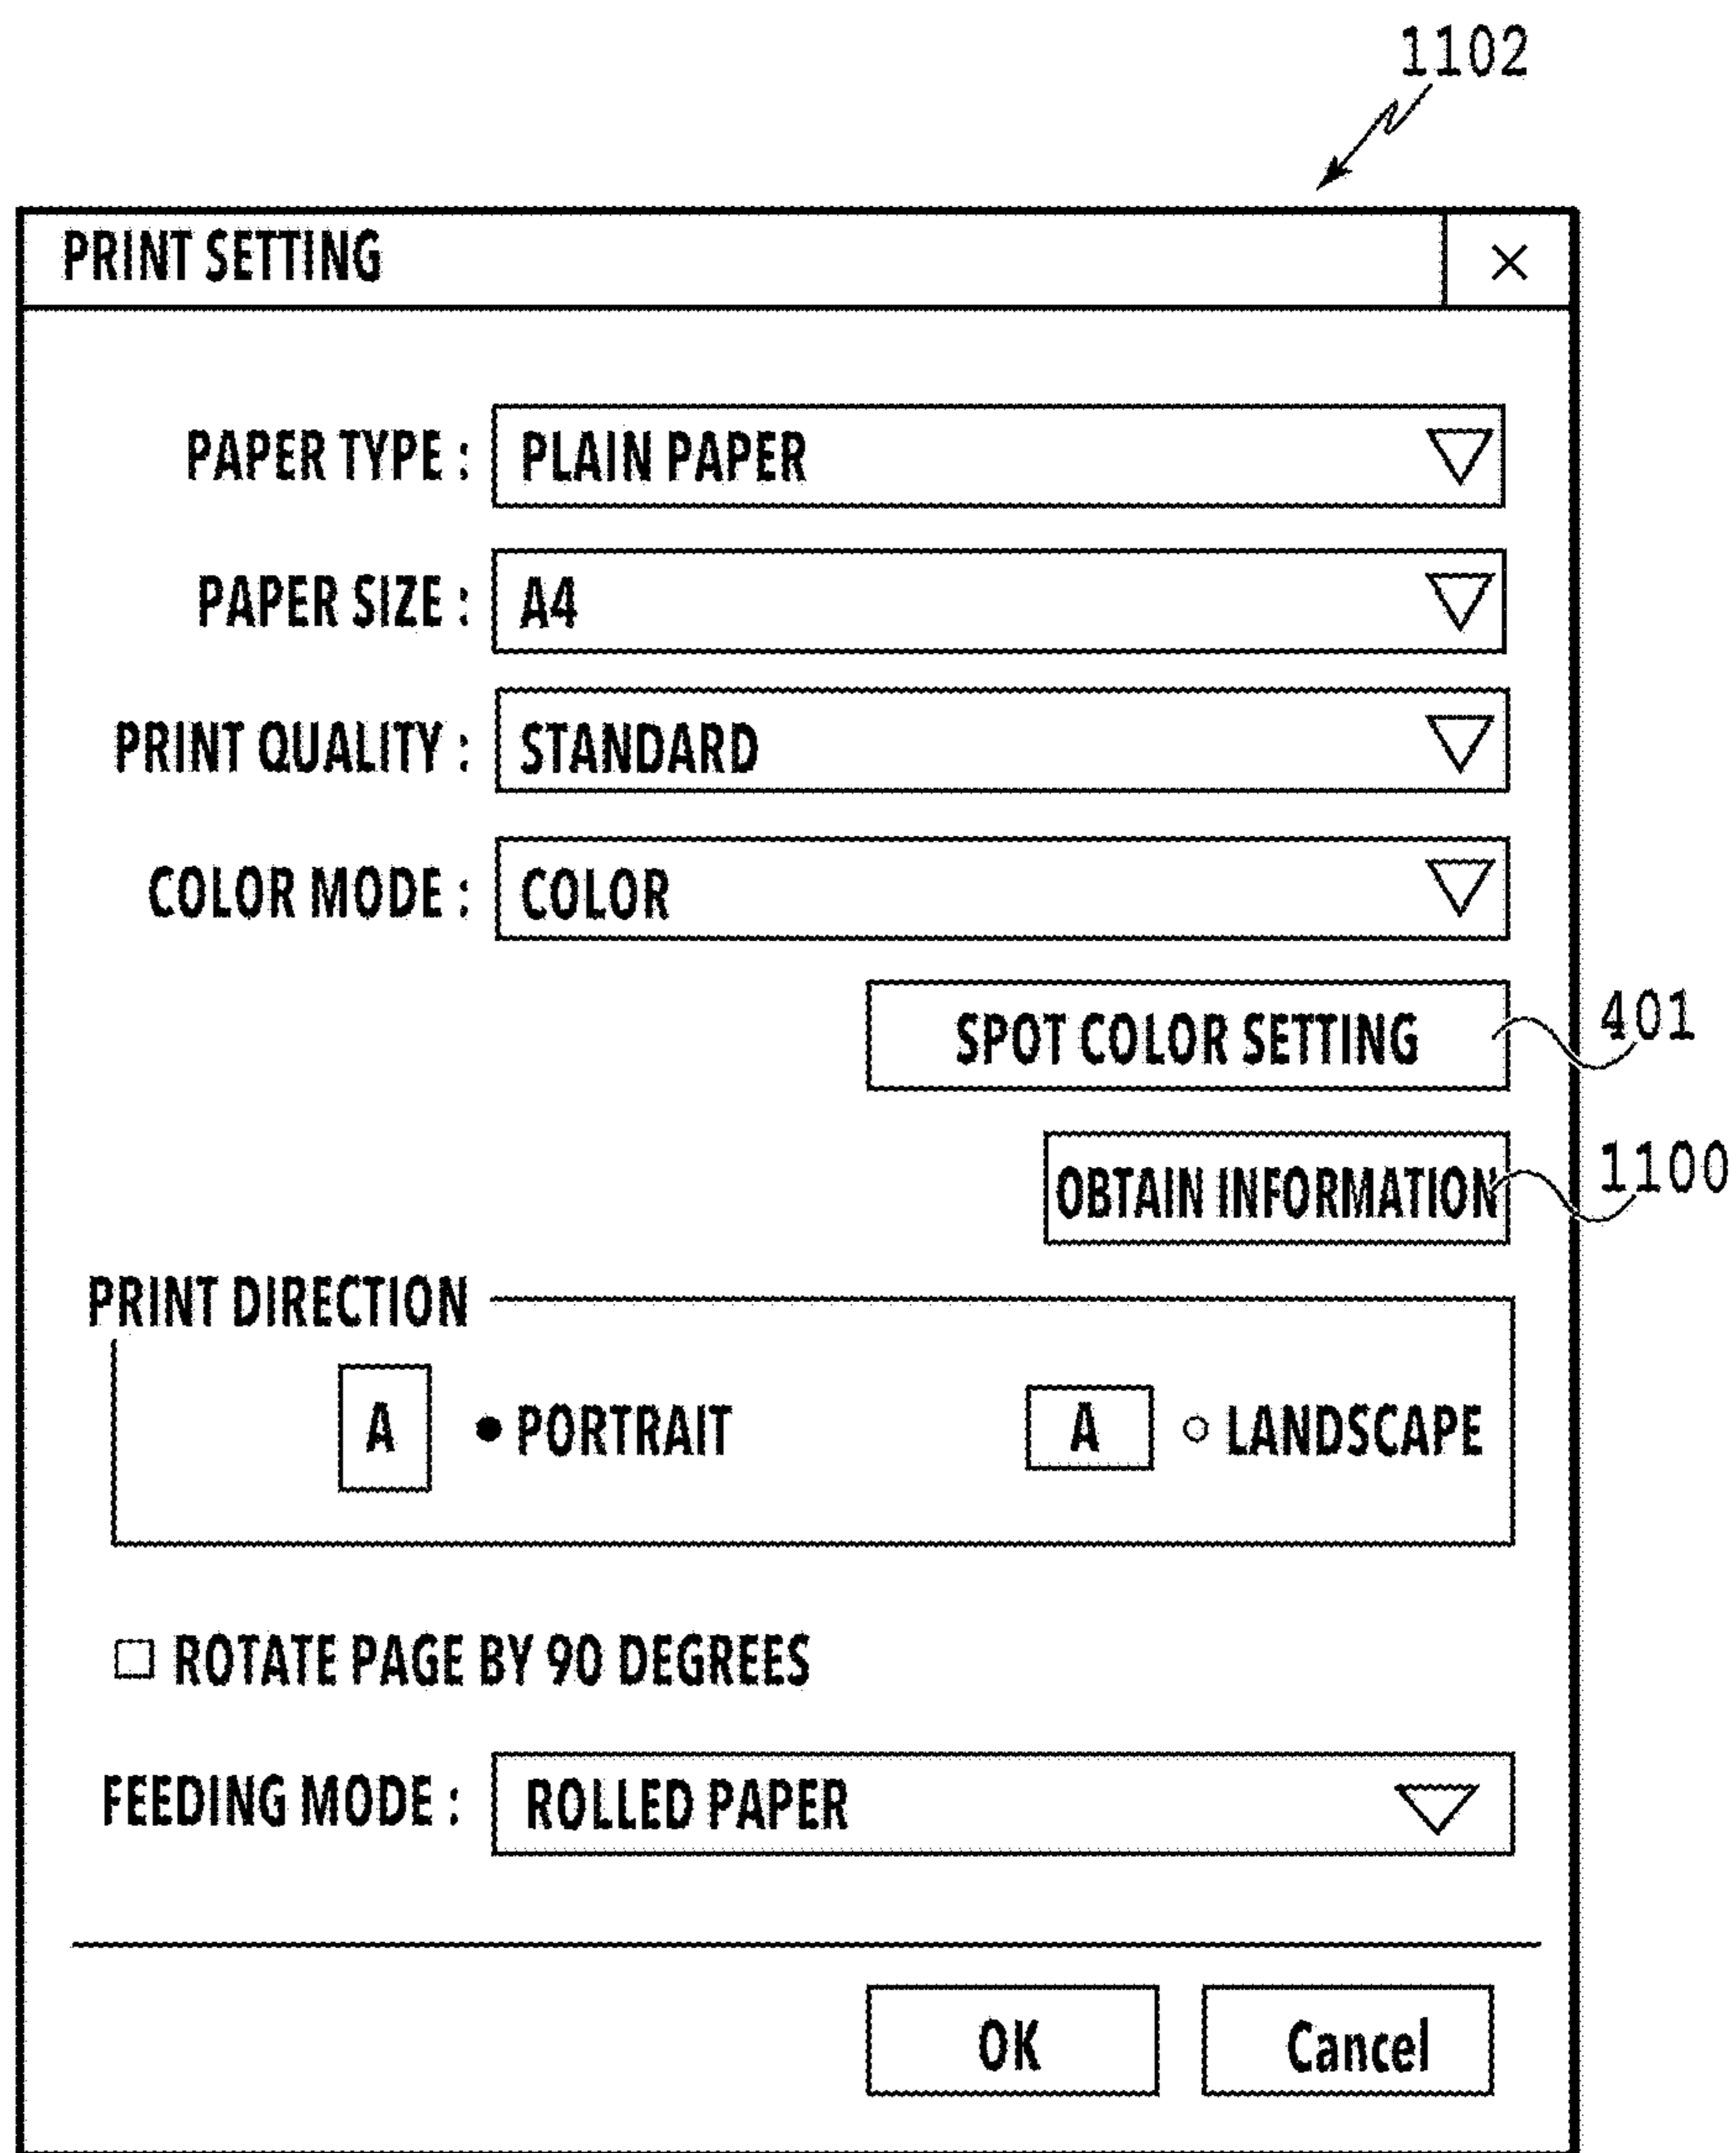 1102
PRINT SETTING ×
PAPER TYPE : PLAIN PAPER
PAPER SIZE : A4
PRINT QUALITY : STANDARD
COLOR MODE : COLOR
SPOT COLOR SETTING 401
OBTAIN INFORMATION 1100
PRINT DIRECTION
A PORTRAIT A LANDSCAPE
ROTATE PAGE BY 90 DEGREES
FEEDING MODE : ROLLED PAPER
OK Cancel